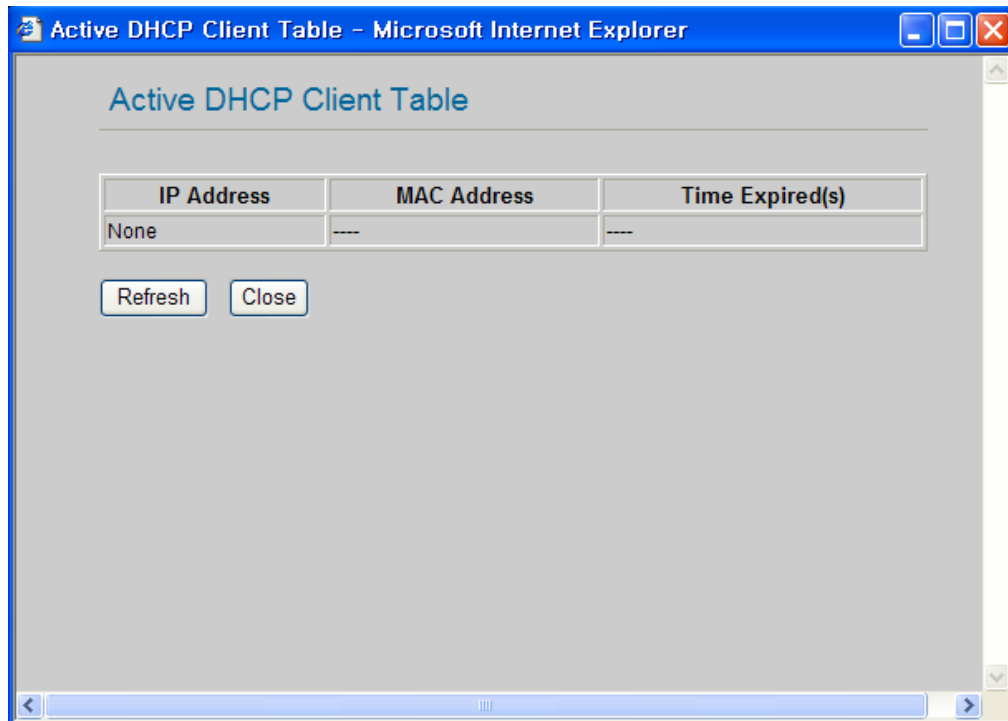 Active DHCP Client Table - Microsoft Internet Explorer
Active DHCP Client Table
IP Address MAC Address Time Expired(s)
None ---- ----
Refresh Close